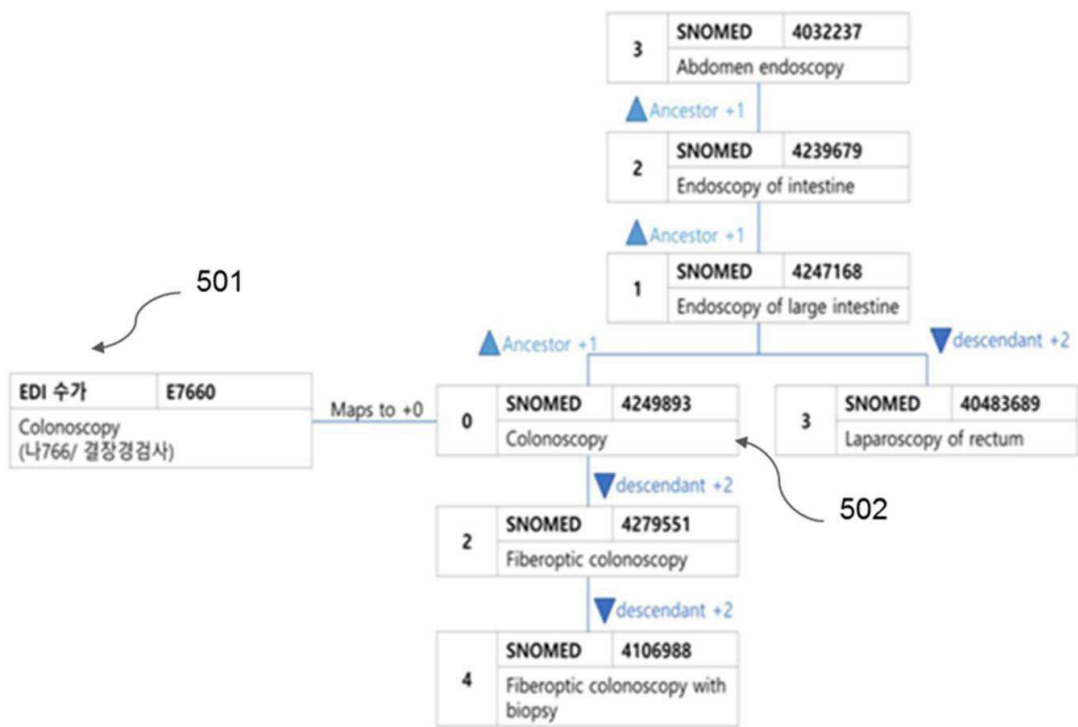 3 SNOMED 4032237
Abdomen endoscopy
Ancestor +1
2 SNOMED 4239679
Endoscopy of intestine
Ancestor +1
1 SNOMED 4247168
Endoscopy of large intestine
501
Ancestor +1
descendant +2
EDI 수가 E7660
Colonoscopy
(나766/ 결장경검사)
Maps to +0
0 SNOMED 4249893
Colonoscopy
3 SNOMED 40483689
Laparoscopy of rectum
descendant +2
502
2 SNOMED 4279551
Fiberoptic colonoscopy
descendant +2
4 SNOMED 4106988
Fiberoptic colonoscopy with
biopsy